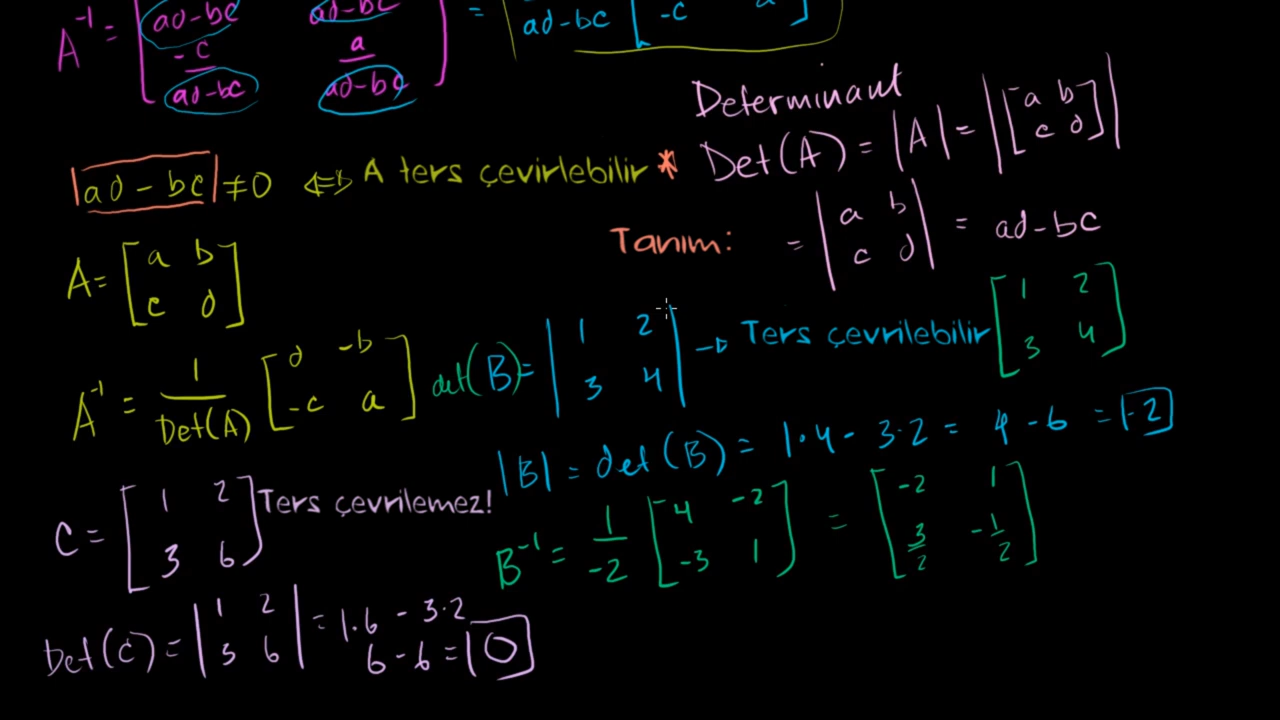 A⁻¹ = [ad-bc ad-bc = ad-bc [ -c a ]
-c/ad-bc a/ad-bc]
Determinant
Det(A) = |A| = |[a b
c d]|
|ad - bc| ≠ 0 ⇔ A ters çevirlebilir *
Tanım: = |a b
c d| = ad-bc
A = [a b
c d]
A⁻¹ = 1/Det(A) [d -b
-c a]
det(B) = |1 2
3 4| → Ters çevrilebilir [1 2
3 4]
|B| = det(B) = 1·4 - 3·2 = 4 - 6 = -2
B⁻¹ = 1/-2 [4 -2
-3 1] = [-2 1
3/2 -1/2]
C = [1 2
3 6] Ters çevrilemez!
Det(C) = |1 2
3 6| = 1·6 - 3·2
6 - 6 = 0